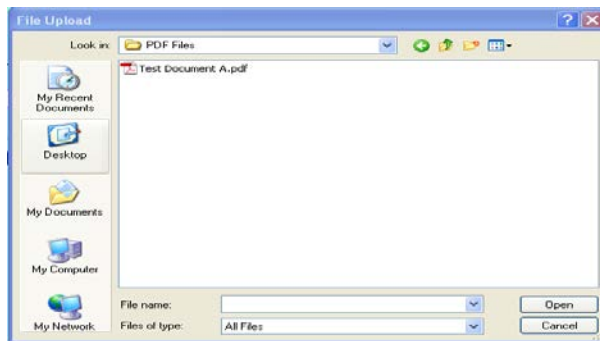 File Upload
Look in:
PDF Files
Test Document A.pdf
My Recent
Documents
Desktop
My Documents
My Computer
My Network
File name:
Open
Files of type:
All Files
Cancel